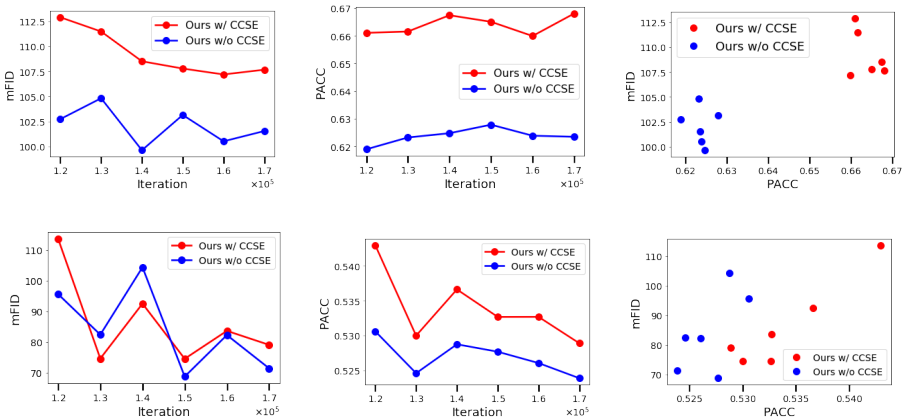 112.5
110.0
107.5
105.0
102.5
100.0
mFID
Ours w/ CCSE
Ours w/o CCSE
1.2 1.3 1.4 1.5 1.6 1.7
Iteration ×10⁵
0.67
0.66
0.65
0.64
0.63
0.62
PACC
Ours w/ CCSE
Ours w/o CCSE
1.2 1.3 1.4 1.5 1.6 1.7
Iteration ×10⁵
112.5
110.0
107.5
105.0
102.5
100.0
mFID
Ours w/ CCSE
Ours w/o CCSE
0.62 0.63 0.64 0.65 0.66 0.67
PACC
110
100
90
80
70
mFID
Ours w/ CCSE
Ours w/o CCSE
1.2 1.3 1.4 1.5 1.6 1.7
Iteration ×10⁵
0.540
0.535
0.530
0.525
PACC
Ours w/ CCSE
Ours w/o CCSE
1.2 1.3 1.4 1.5 1.6 1.7
Iteration ×10⁵
110
100
90
80
70
mFID
Ours w/ CCSE
Ours w/o CCSE
0.525 0.530 0.535 0.540
PACC